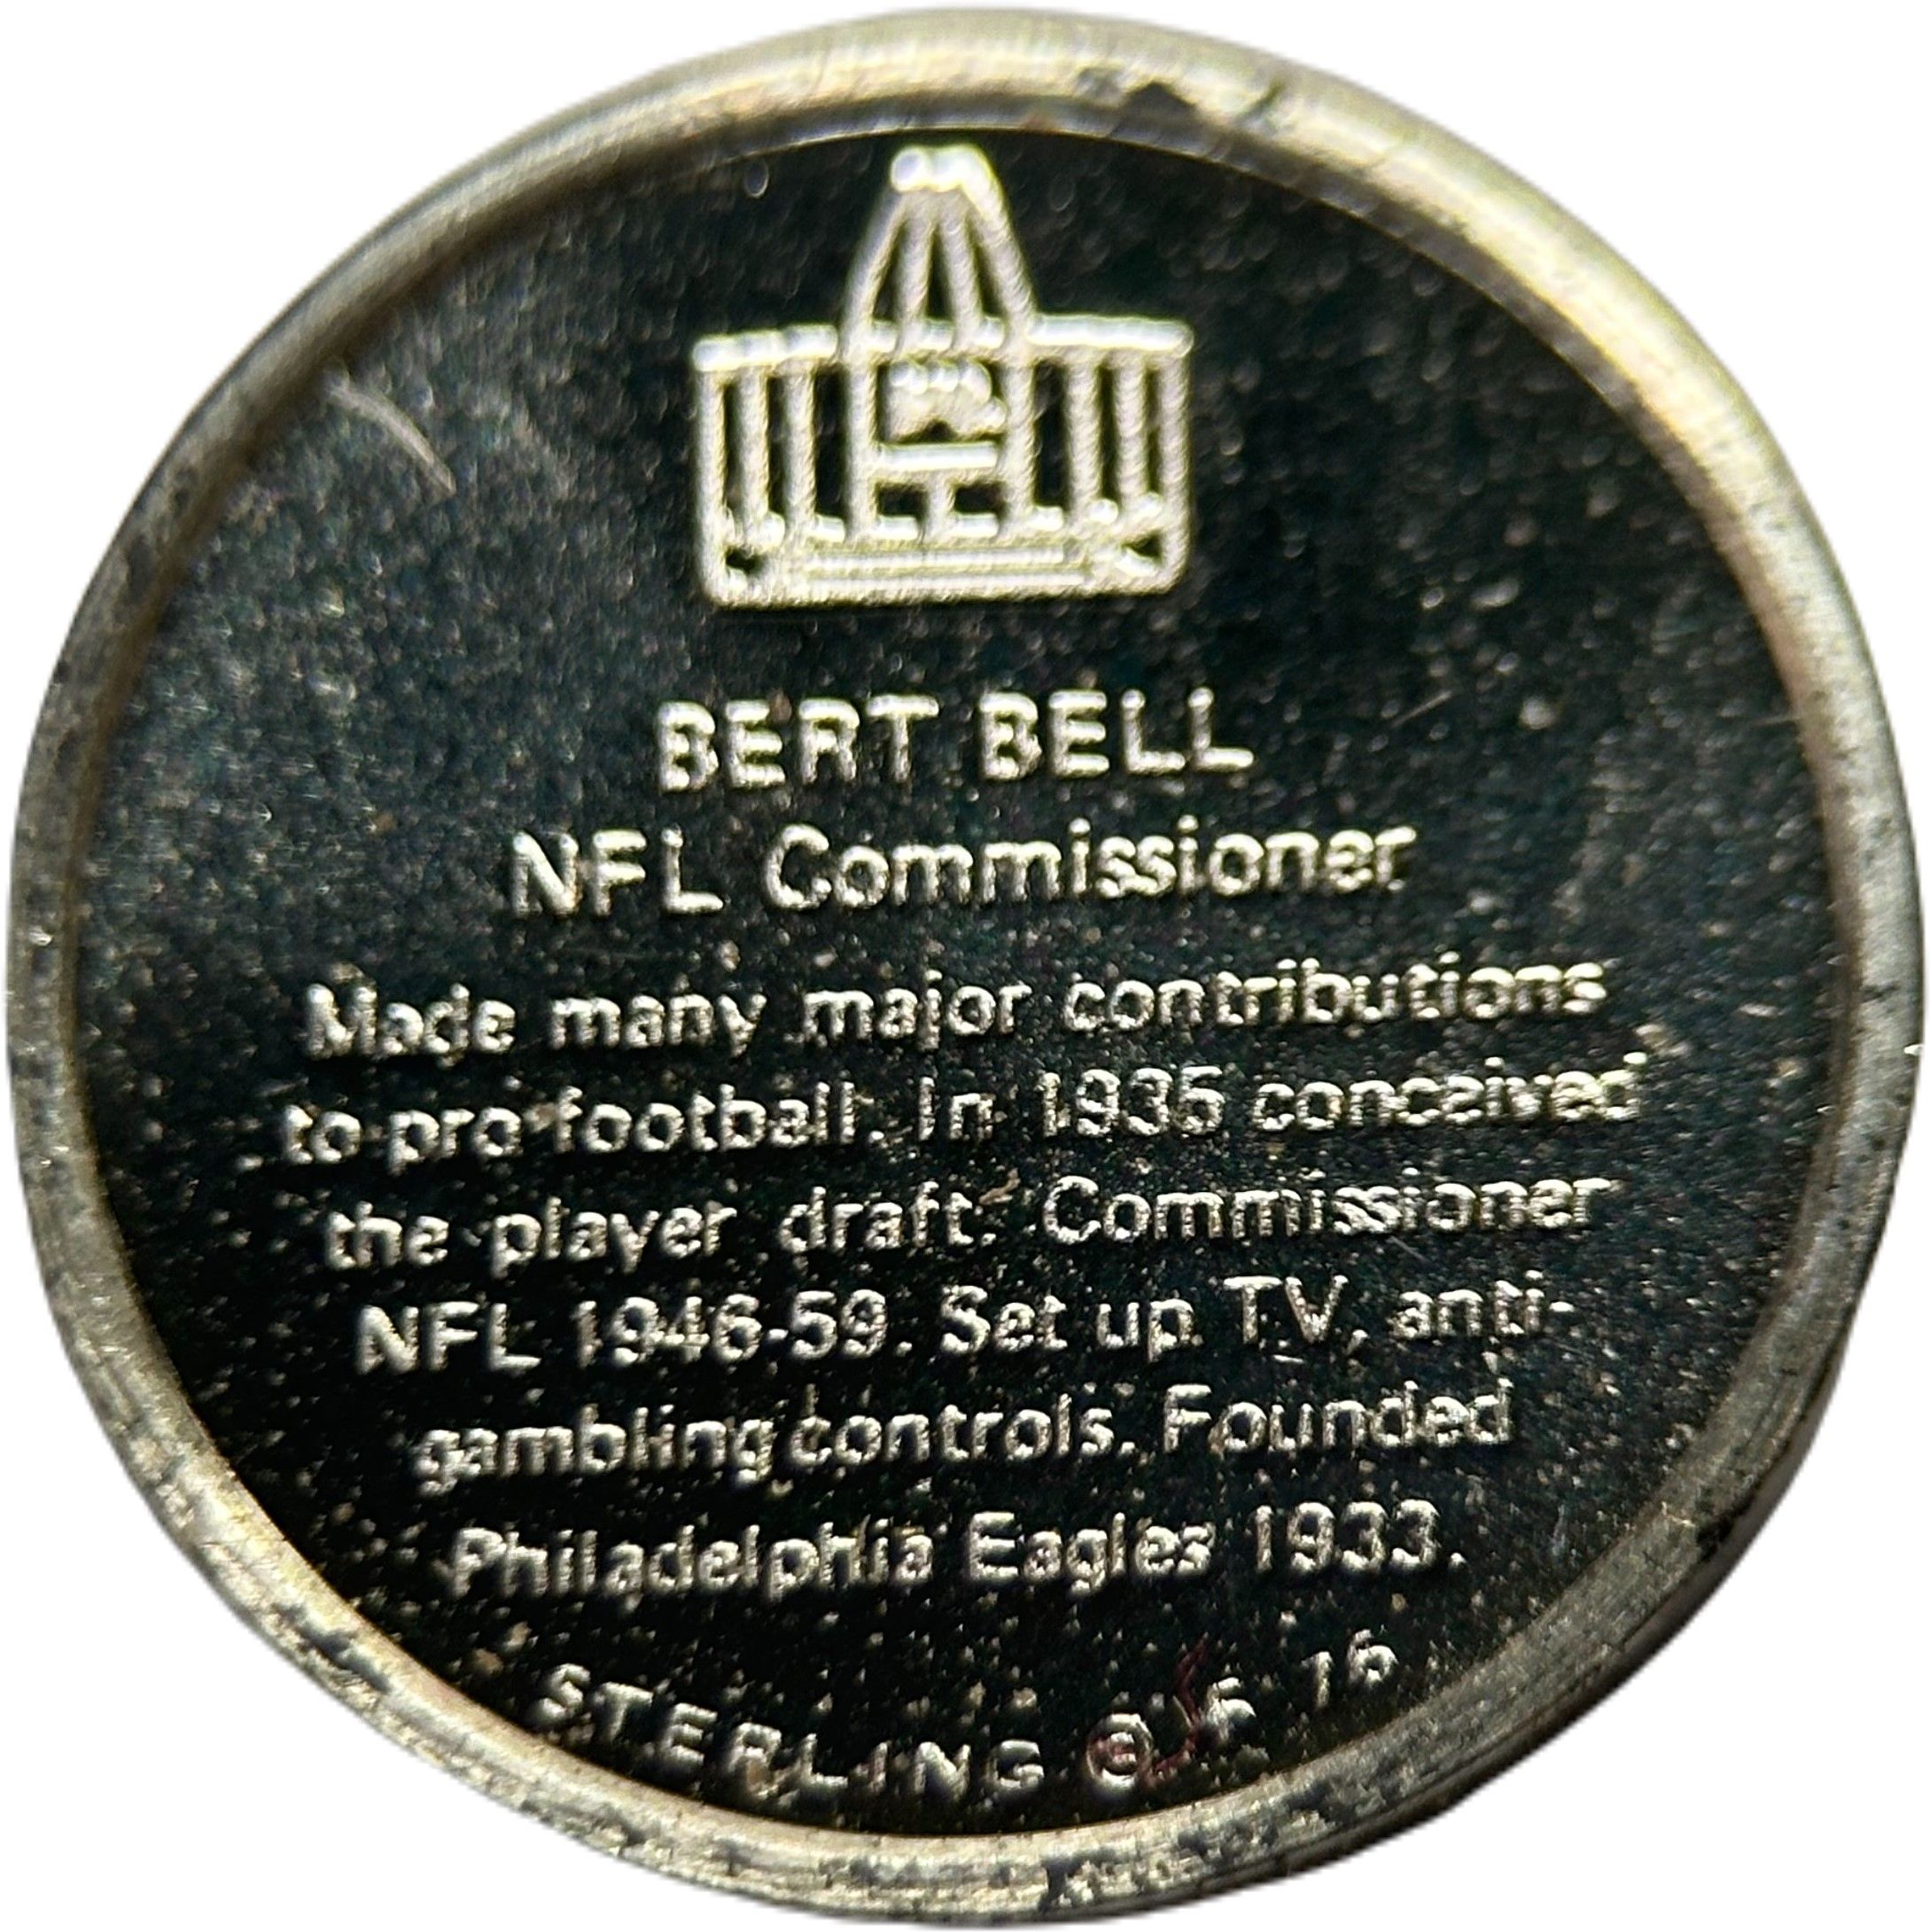 BERT BELL
NFL Commissioner
Made many major contributions
to pro football. In 1935 conceived
the player draft. Commissioner
NFL 1946-59. Set up TV, anti-
gambling controls. Founded
Philadelphia Eagles 1933.
STERLING 76